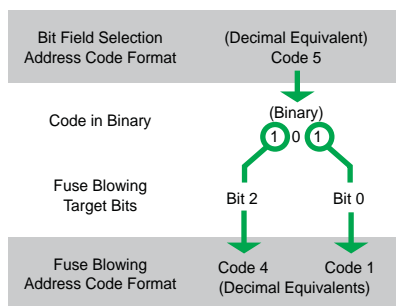 Bit Field Selection
Address Code Format
(Decimal Equivalent)
Code 5
Code in Binary
(Binary)
1 0 1
Fuse Blowing
Target Bits
Bit 2
Bit 0
Fuse Blowing
Address Code Format
Code 4
Code 1
(Decimal Equivalents)